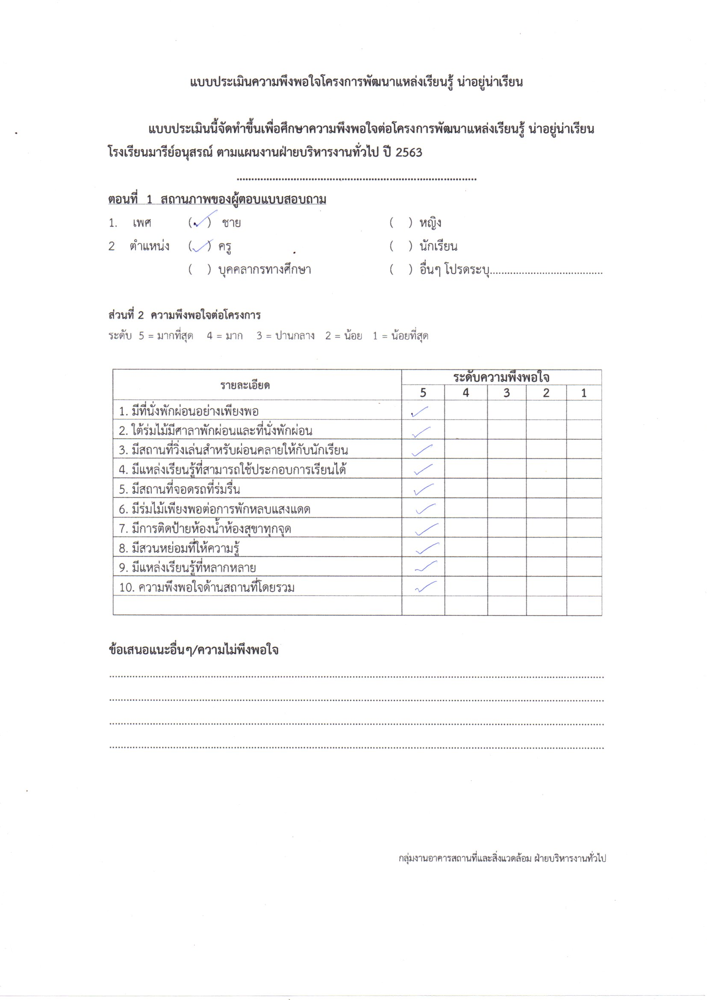 แบบประเมินความพึงพอใจโครงการพัฒนาแหล่งเรียนรู้ น่าอยู่น่าเรียน
แบบประเมินนี้จัดทำขึ้นเพื่อศึกษาความพึงพอใจต่อโครงการพัฒนาแหล่งเรียนรู้ น่าอยู่น่าเรียน
โรงเรียนมารีย์อนุสรณ์ ตามแผนงานฝ่ายบริหารงานทั่วไป ปี 2563
....................................................................................
ตอนที่ 1 สถานภาพของผู้ตอบแบบสอบถาม
1. เพศ (✓) ชาย ( ) หญิง
2 ตำแหน่ง (✓) ครู ( ) นักเรียน
( ) บุคคลากรทางศึกษา ( ) อื่นๆ โปรดระบุ.......................................
ส่วนที่ 2 ความพึงพอใจต่อโครงการ
ระดับ 5 = มากที่สุด 4 = มาก 3 = ปานกลาง 2 = น้อย 1 = น้อยที่สุด
รายละเอียด ระดับความพึงพอใจ
5 4 3 2 1
1. มีที่นั่งพักผ่อนอย่างเพียงพอ ✓
2. ใต้ร่มไม้มีศาลาพักผ่อนและที่นั่งพักผ่อน ✓
3. มีสถานที่วิ่งเล่นสำหรับผ่อนคลายให้กับนักเรียน ✓
4. มีแหล่งเรียนรู้ที่สามารถใช้ประกอบการเรียนได้ ✓
5. มีสถานที่จอดรถที่ร่มรื่น ✓
6. มีร่มไม้เพียงพอต่อการพักหลบแสงแดด ✓
7. มีการติดป้ายห้องน้ำห้องสุขาทุกจุด ✓
8. มีสวนหย่อมที่ให้ความรู้ ✓
9. มีแหล่งเรียนรู้ที่หลากหลาย ✓
10. ความพึงพอใจด้านสถานที่โดยรวม ✓
ข้อเสนอแนะอื่นๆ/ความไม่พึงพอใจ
กลุ่มงานอาคารสถานที่และสิ่งแวดล้อม ฝ่ายบริหารงานทั่วไป